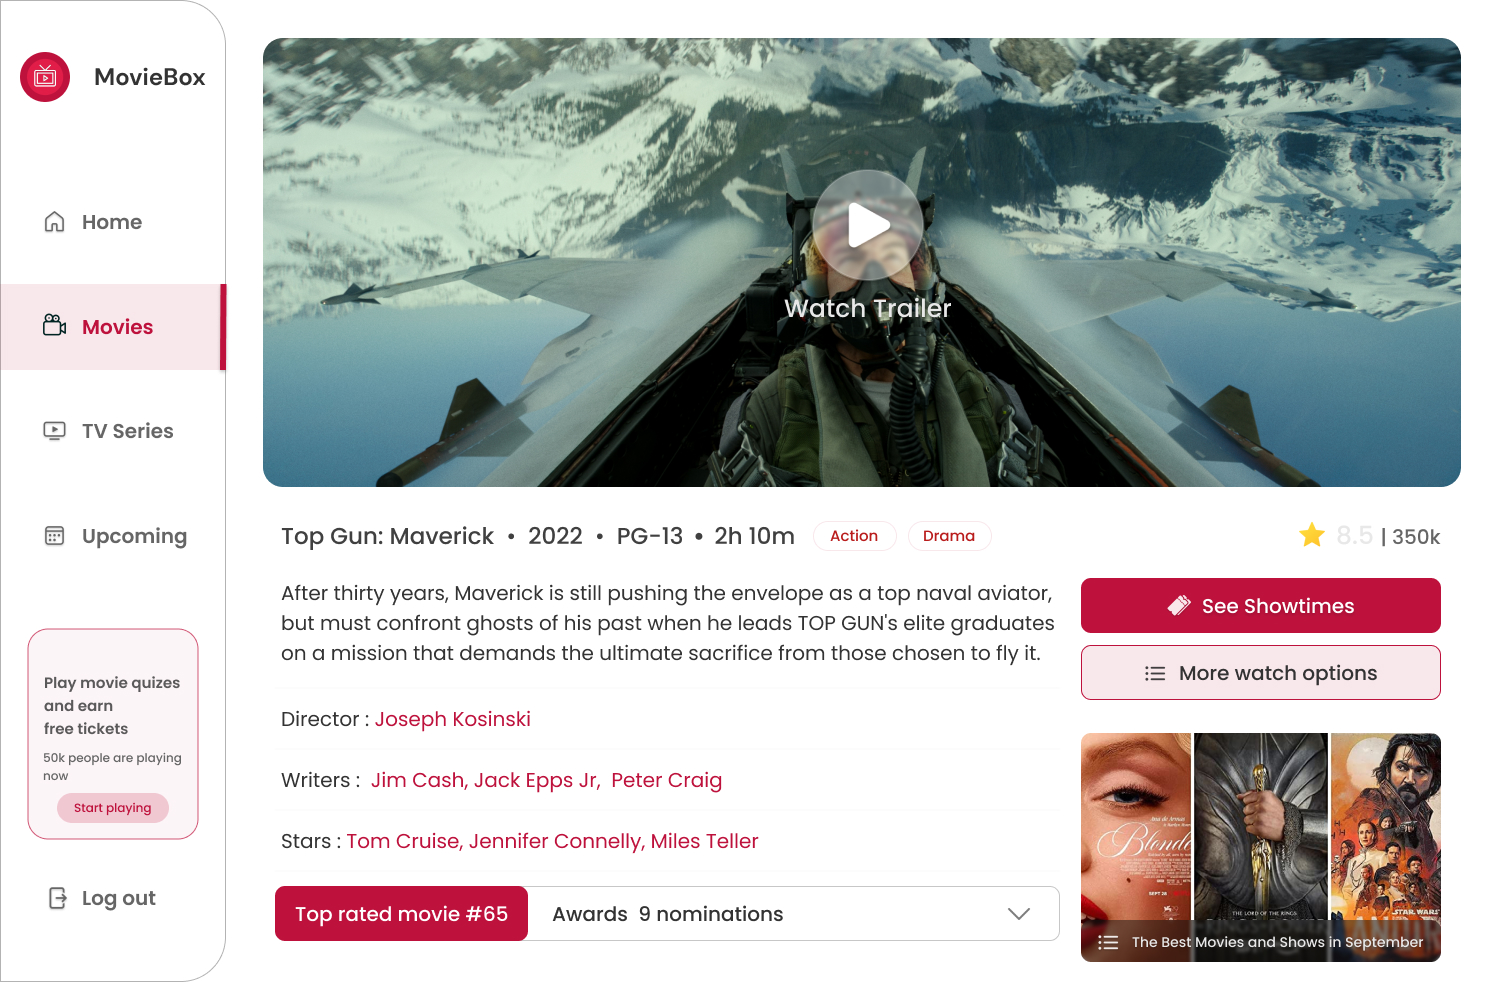 MovieBox
Home
Movies
TV Series
Upcoming
Play movie quizes
and earn
free tickets
50k people are playing
now
Start playing
Log out
Watch Trailer
Top Gun: Maverick • 2022 • PG-13 • 2h 10m
Action
Drama
8.5 | 350k
After thirty years, Maverick is still pushing the envelope as a top naval aviator,
but must confront ghosts of his past when he leads TOP GUN's elite graduates
on a mission that demands the ultimate sacrifice from those chosen to fly it.
Director : Joseph Kosinski
Writers : Jim Cash, Jack Epps Jr, Peter Craig
Stars : Tom Cruise, Jennifer Connelly, Miles Teller
Top rated movie #65
Awards 9 nominations
See Showtimes
More watch options
Ana de Armas
Blonde
SEPT 28
THE LORD OF THE RINGS
STAR WARS
The Best Movies and Shows in September